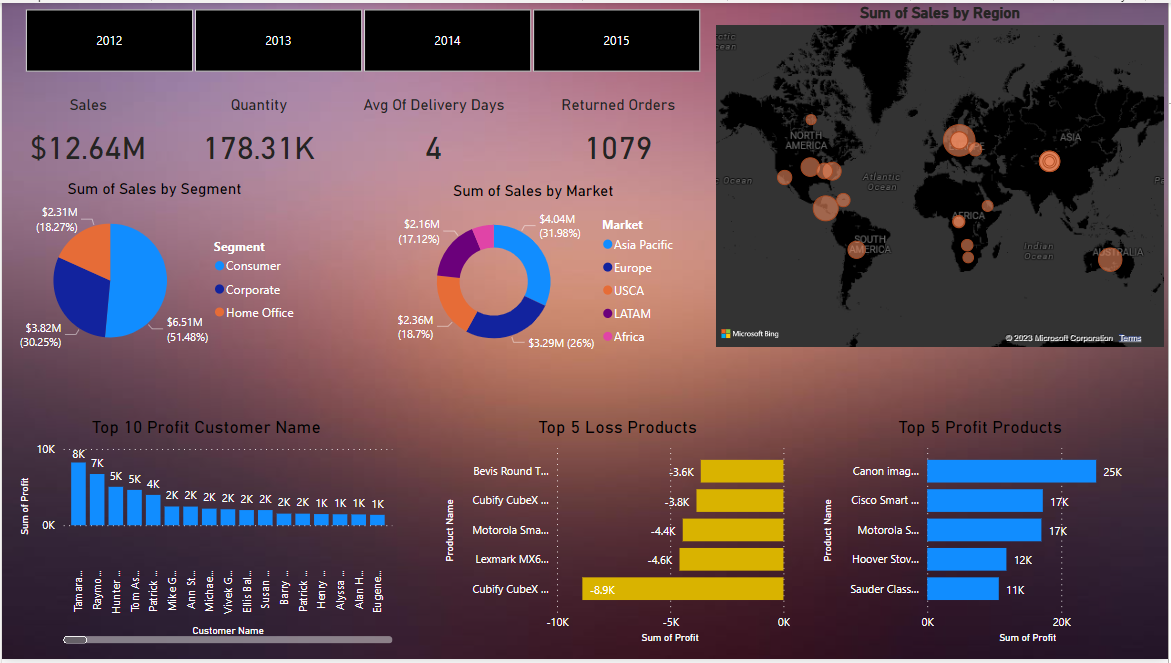 2012
2013
2014
2015
Sum of Sales by Region
Sales
Quantity
Avg Of Delivery Days
Returned Orders
$12.64M
178.31K
4
1079
Sum of Sales by Segment
$2.31M
(18.27%)
$3.82M
(30.25%)
$6.51M
(51.48%)
Segment
Consumer
Corporate
Home Office
Sum of Sales by Market
$2.16M
(17.12%)
$4.04M
(31.98%)
$2.36M
(18.7%)
$3.29M (26%)
Market
Asia Pacific
Europe
USCA
LATAM
Africa
NORTH
AMERICA
ASIA
Atlantic
Ocean
AFRICA
SOUTH
AMERICA
Indian
Ocean
AUSTRALIA
Microsoft Bing
© 2023 Microsoft Corporation Terms
Top 10 Profit Customer Name
Sum of Profit
10K
0K
8K
7K
5K
5K
4K
2K
2K
2K
2K
2K
2K
2K
2K
1K
1K
1K
1K
Tamara...
Raymo...
Hunter ...
Tom As...
Patrick ...
Mike G...
Ann St...
Michae...
Vivek G...
Ellis Bal...
Susan ...
Barry ...
Patrick ...
Henry ...
Alyssa ...
Alan H...
Eugene...
Customer Name
Top 5 Loss Products
Product Name
Bevis Round T... -3.6K
Cubify CubeX ... -3.8K
Motorola Sma... -4.4K
Lexmark MX6... -4.6K
Cubify CubeX ... -8.9K
-10K -5K 0K
Sum of Profit
Top 5 Profit Products
Product Name
Canon imag... 25K
Cisco Smart ... 17K
Motorola S... 17K
Hoover Stov... 12K
Sauder Class... 11K
0K 20K
Sum of Profit